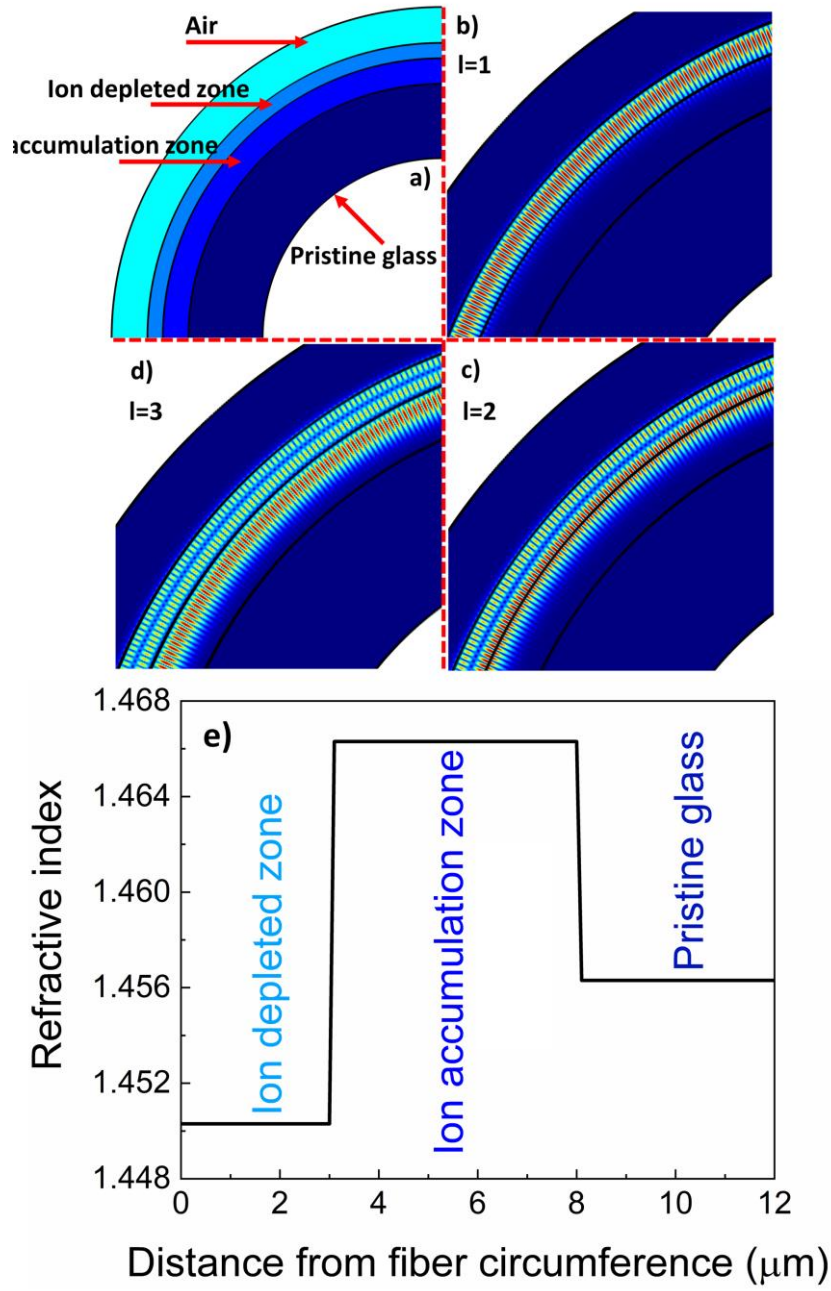 Air
Ion depleted zone
accumulation zone
a)
Pristine glass
b)
l=1
d)
l=3
c)
l=2
e)
1.468
1.464
1.460
1.456
1.452
1.448
Refractive index
Ion depleted zone
Ion accumulation zone
Pristine glass
0 2 4 6 8 10 12
Distance from fiber circumference (μm)